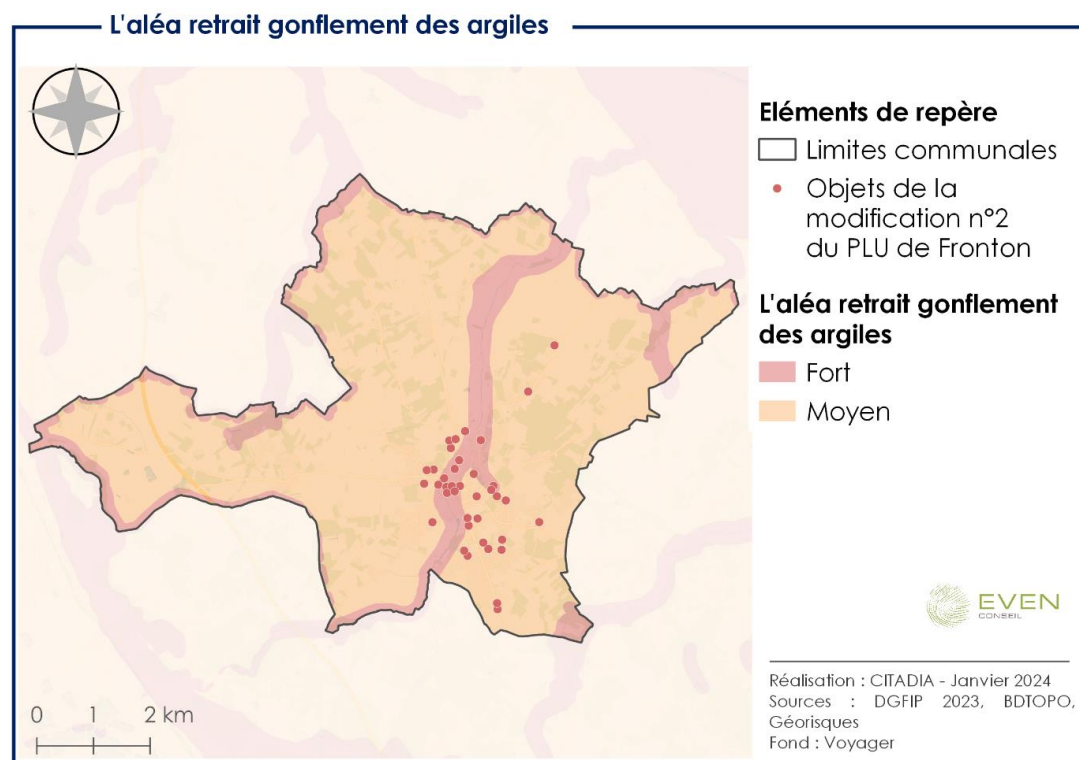 L'aléa retrait gonflement des argiles
Eléments de repère
Limites communales
Objets de la
modification n°2
du PLU de Fronton
L'aléa retrait gonflement
des argiles
Fort
Moyen
EVEN
CONSEIL
0 1 2 km
Réalisation : CITADIA - Janvier 2024
Sources : DGFIP 2023, BDTOPO,
Géorisques
Fond : Voyager